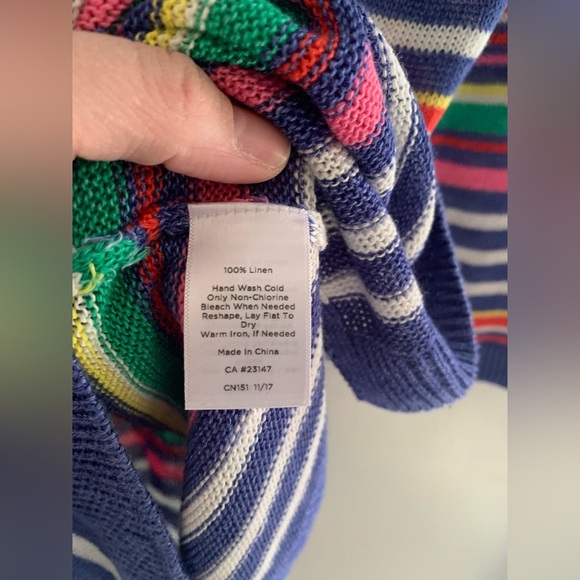 100% Linen
Hand Wash Cold
Only Non-Chlorine
Bleach When Needed
Reshape, Lay Flat To
Dry
Warm Iron, If Needed
Made in China
CA #23147
CN151 11/17